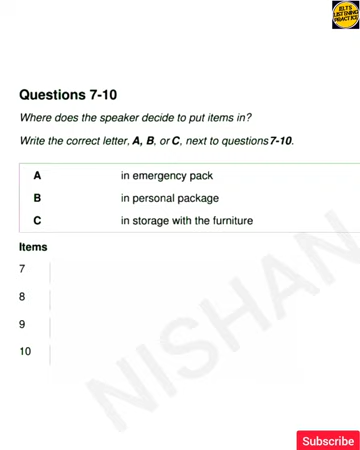 IELTS
LISTENING
PRACTICE
Questions 7-10
Where does the speaker decide to put items in?
Write the correct letter, A, B, or C, next to questions 7-10.
A in emergency pack
B in personal package
C in storage with the furniture
Items
7
8
9
10
NISHAN
Subscribe